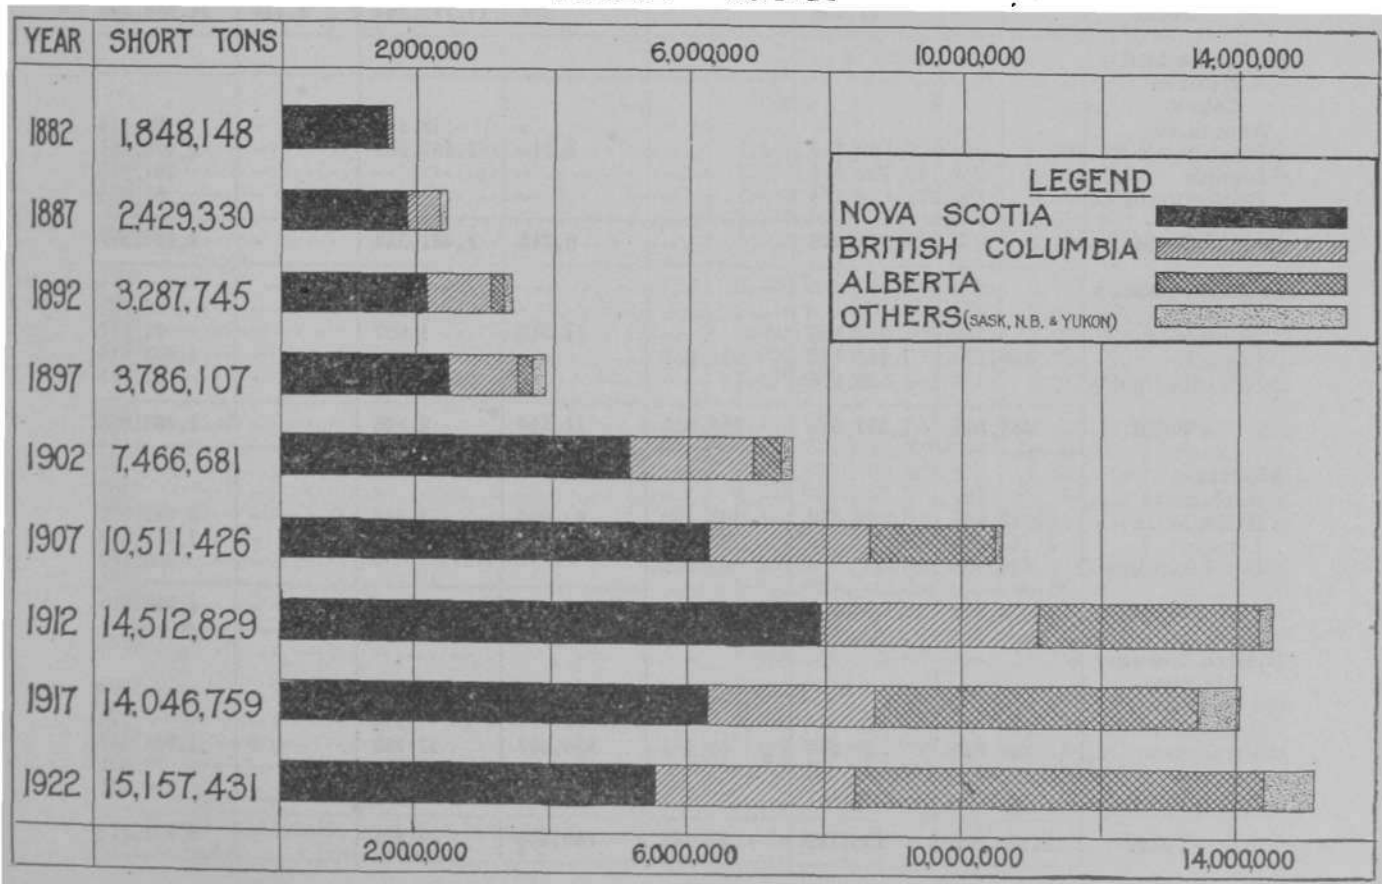 YEAR SHORT TONS 2,000,000 6,000,000 10,000,000 14,000,000
1882 1,848,148
1887 2,429,330
1892 3,287,745
1897 3,786,107
1902 7,466,681
1907 10,511,426
1912 14,512,829
1917 14,046,759
1922 15,157,431
LEGEND
NOVA SCOTIA
BRITISH COLUMBIA
ALBERTA
OTHERS (SASK, N.B. & YUKON)
2,000,000 6,000,000 10,000,000 14,000,000